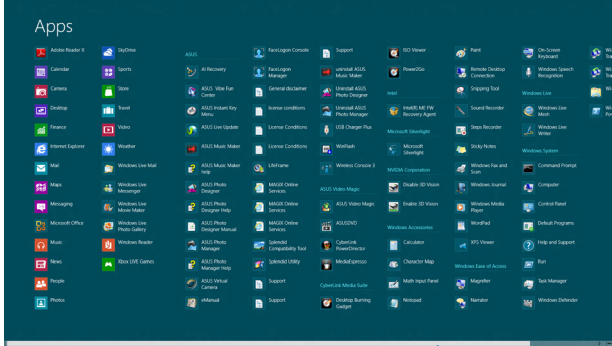 Apps
Adobe Reader X
Calendar
Camera
Desktop
Finance
Internet Explorer
Mail
Maps
Messaging
Microsoft Office
Music
News
People
Photos
SkyDrive
Sports
Store
Travel
Video
Weather
Windows Live Mail
Windows Live
Messenger
Windows Live
Movie Maker
Windows Live
Photo Gallery
Windows Reader
Xbox LIVE Games
ASUS
AI Recovery
ASUS Vibe Fun
Center
ASUS Instant Key
Menu
ASUS Live Update
ASUS Music Maker
ASUS Music Maker
help
ASUS Photo
Designer
ASUS Photo
Designer Help
ASUS Photo
Designer Manual
ASUS Photo
Manager
ASUS Photo
Manager Help
ASUS Virtual
Camera
eManual
FaceLogon Console
FaceLogon
Manager
General disclaimer
license conditions
License Conditions
License Conditions
LifeFrame
MAGIX Online
Services
MAGIX Online
Services
MAGIX Online
Services
Splendid
Compatibility Tool
Splendid Utility
Support
Support
Support
uninstall ASUS
Music Maker
Uninstall ASUS
Photo Designer
Uninstall ASUS
Photo Manager
USB Charger Plus
WinFlash
Wireless Console 3
ASUS Video Magic
ASUS Video Magic
ASUSDVD
CyberLink
PowerDirector
MediaEspresso
CyberLink Media Suite
Desktop Burning
Gadget
ISO Viewer
Power2Go
Intel
Intel(R) ME FW
Recovery Agent
Microsoft Silverlight
Microsoft
Silverlight
NVIDIA Corporation
Disable 3D Vision
Enable 3D Vision
Windows Accessories
Calculator
Character Map
Math Input Panel
Notepad
Paint
Remote Desktop
Connection
Snipping Tool
Sound Recorder
Steps Recorder
Sticky Notes
Windows Fax and
Scan
Windows Journal
Windows Media
Player
WordPad
XPS Viewer
Windows Ease of Access
Magnifier
Narrator
On-Screen
Keyboard
Windows Speech
Recognition
Windows Live
Windows Live
Mesh
Windows Live
Writer
Windows System
Command Prompt
Computer
Control Panel
Default Programs
Help and Support
Run
Task Manager
Windows Defender